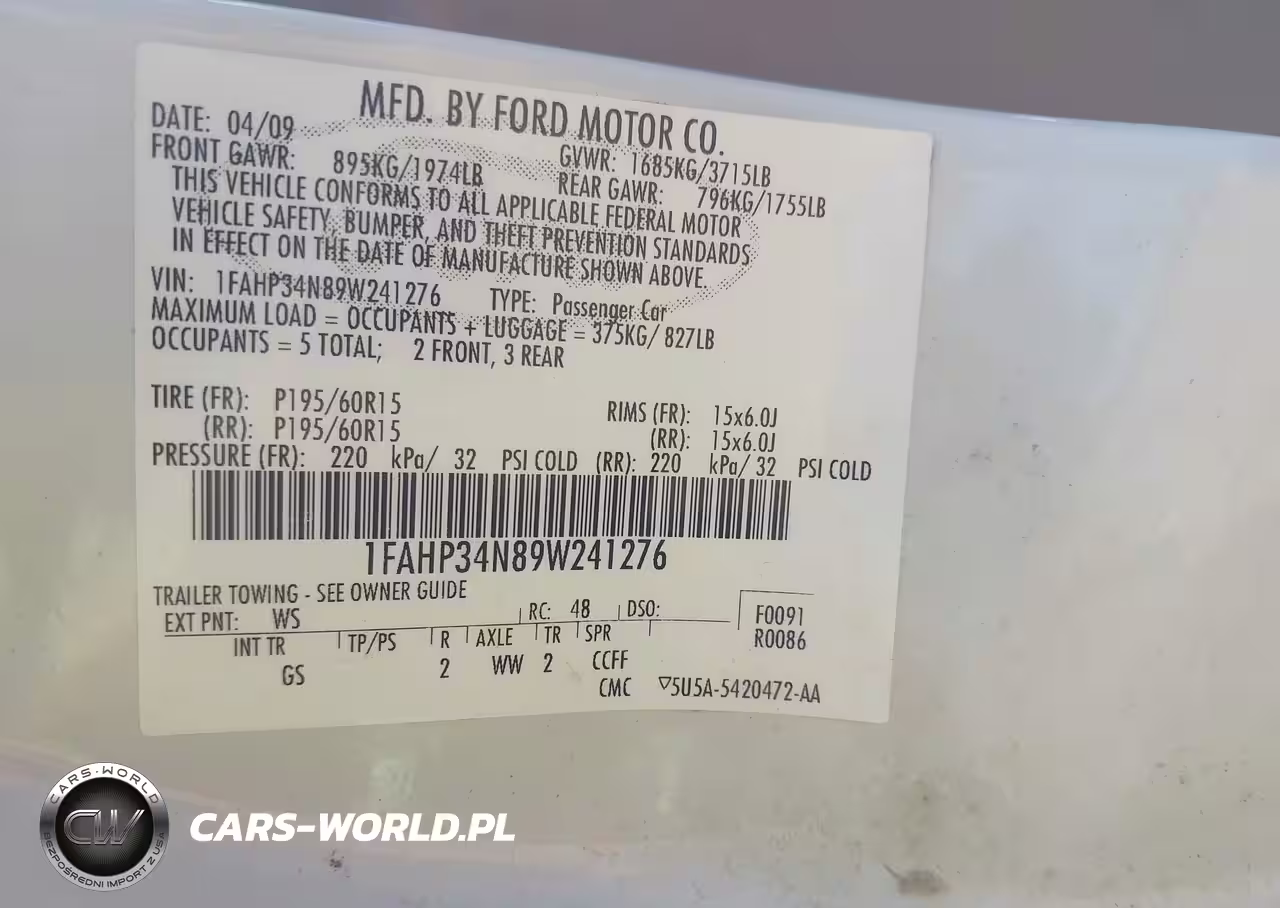 MFD. BY FORD MOTOR CO.
DATE: 04/09 GVWR: 1685KG/3715LB
FRONT GAWR: 895KG/1974LB REAR GAWR: 796KG/1755LB
THIS VEHICLE CONFORMS TO ALL APPLICABLE FEDERAL MOTOR
VEHICLE SAFETY, BUMPER, AND THEFT PREVENTION STANDARDS
IN EFFECT ON THE DATE OF MANUFACTURE SHOWN ABOVE.
VIN: 1FAHP34N89W241276 TYPE: Passenger Car
MAXIMUM LOAD = OCCUPANTS + LUGGAGE = 375KG/ 827LB
OCCUPANTS = 5 TOTAL; 2 FRONT, 3 REAR
TIRE (FR): P195/60R15 RIMS (FR): 15x6.0J
(RR): P195/60R15 (RR): 15x6.0J
PRESSURE (FR): 220 kPa/ 32 PSI COLD (RR): 220 kPa/ 32 PSI COLD
1FAHP34N89W241276
TRAILER TOWING - SEE OWNER GUIDE
EXT PNT: WS RC: 48 DSO: F0091
R0086
INT TR TP/PS R AXLE TR SPR
GS 2 WW 2 CCFF
CMC ▽5U5A-5420472-AA
CARS-WORLD
CW
BEZPOŚREDNI IMPORT Z USA
CARS-WORLD.PL